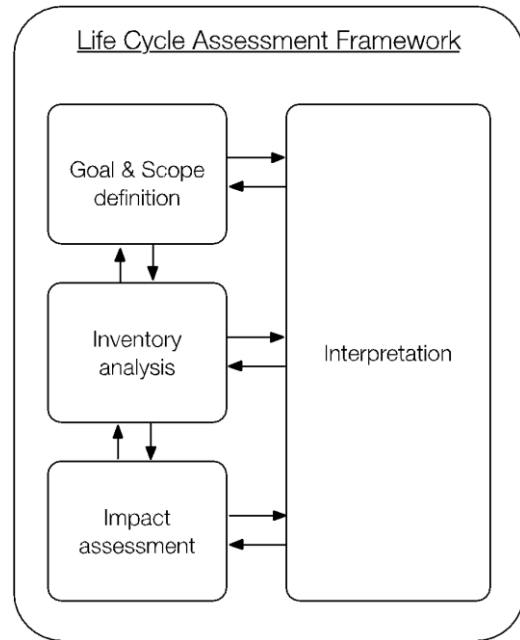 Life Cycle Assessment Framework
Goal & Scope
definition
Inventory
analysis
Interpretation
Impact
assessment